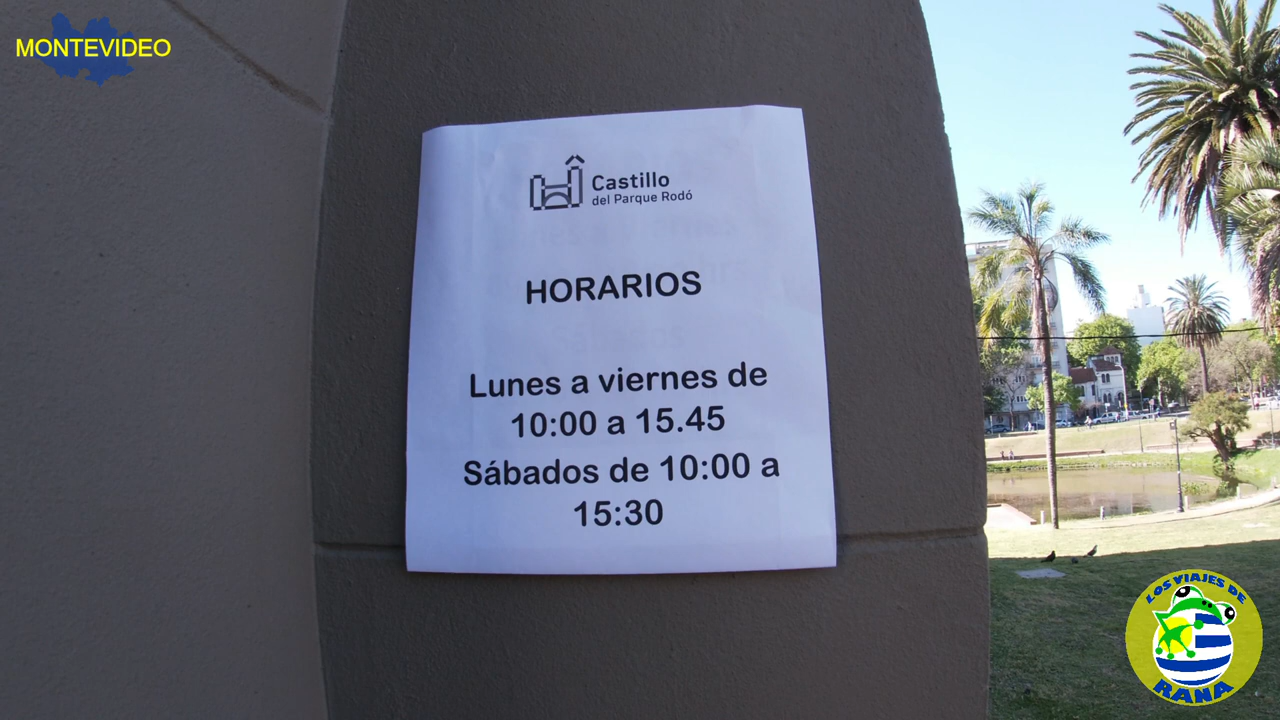 MONTEVIDEO
Castillo
del Parque Rodó
HORARIOS
Lunes a viernes de
10:00 a 15.45
Sábados de 10:00 a
15:30
LOS VIAJES DE
RANA